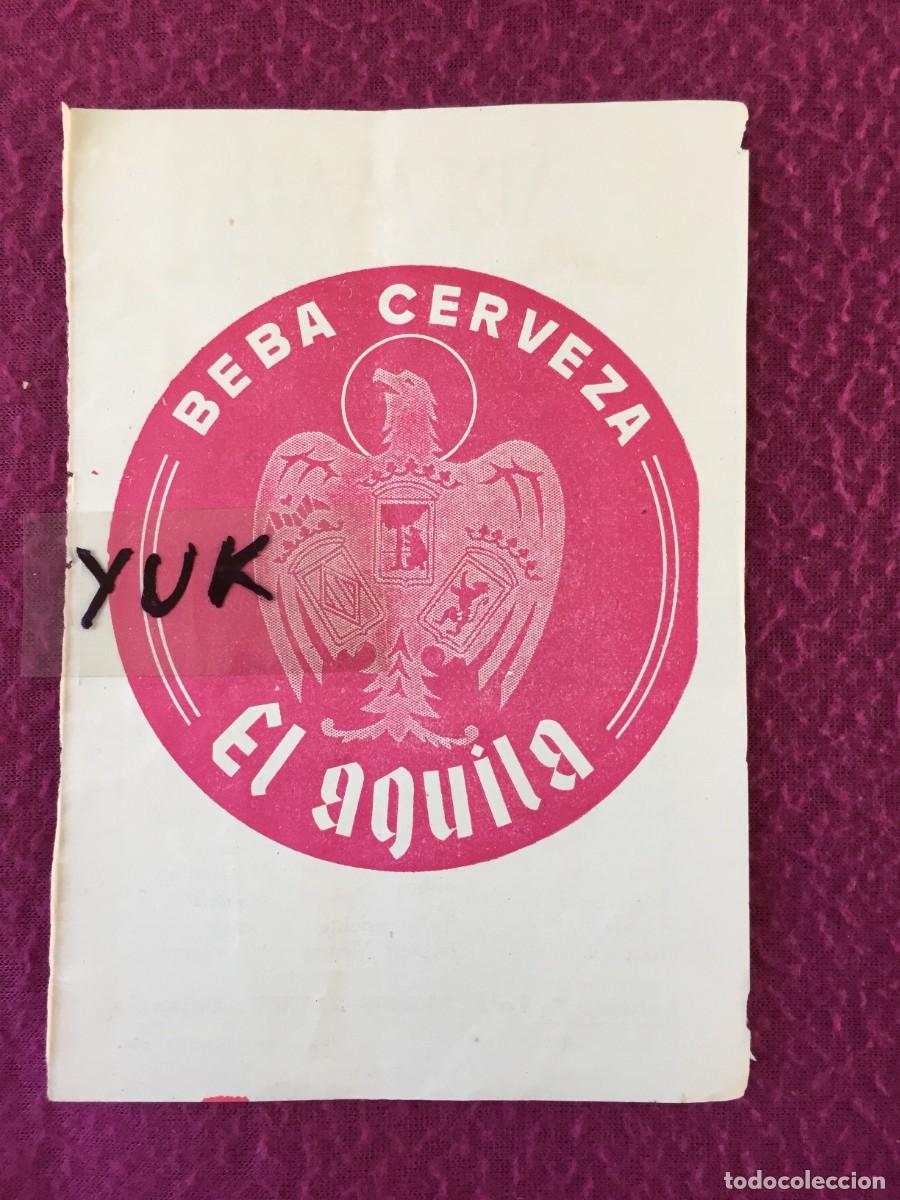 BEBA CERVEZA
YUK
El aguila
todocoleccion